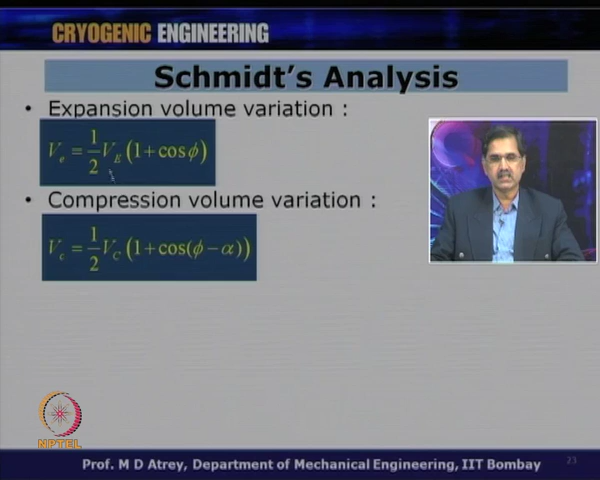 CRYOGENIC ENGINEERING
Schmidt's Analysis
• Expansion volume variation :
V_e = 1/2 V_E (1 + cos ϕ)
• Compression volume variation :
V_c = 1/2 V_C (1 + cos(ϕ − α))
NPTEL
Prof. M D Atrey, Department of Mechanical Engineering, IIT Bombay
23